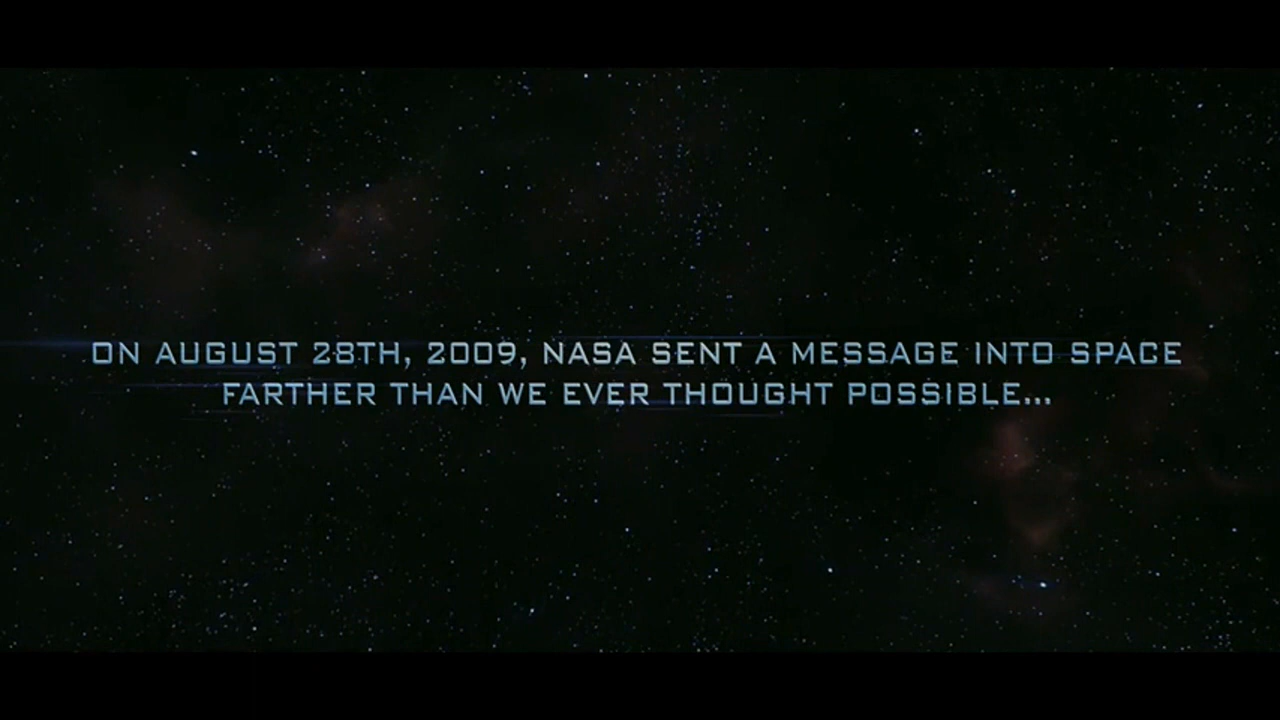 ON AUGUST 28TH, 2009, NASA SENT A MESSAGE INTO SPACE
FARTHER THAN WE EVER THOUGHT POSSIBLE...